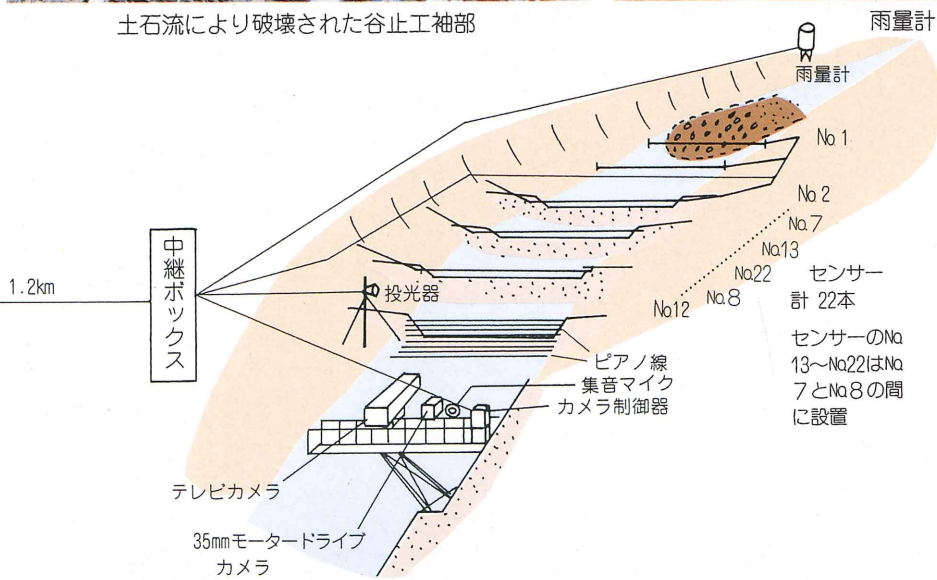 土石流により破壊された谷止工袖部
雨量計
雨量計
No.1
No.2
No.7
No.13
No.22
No.8
No.12
センサー
計 22本
センサーのNo.
13〜No.22はNo.
7とNo.8の間
に設置
中継ボックス
1.2km
投光器
ピアノ線
集音マイク
カメラ制御器
テレビカメラ
35mmモータードライブ
カメラ